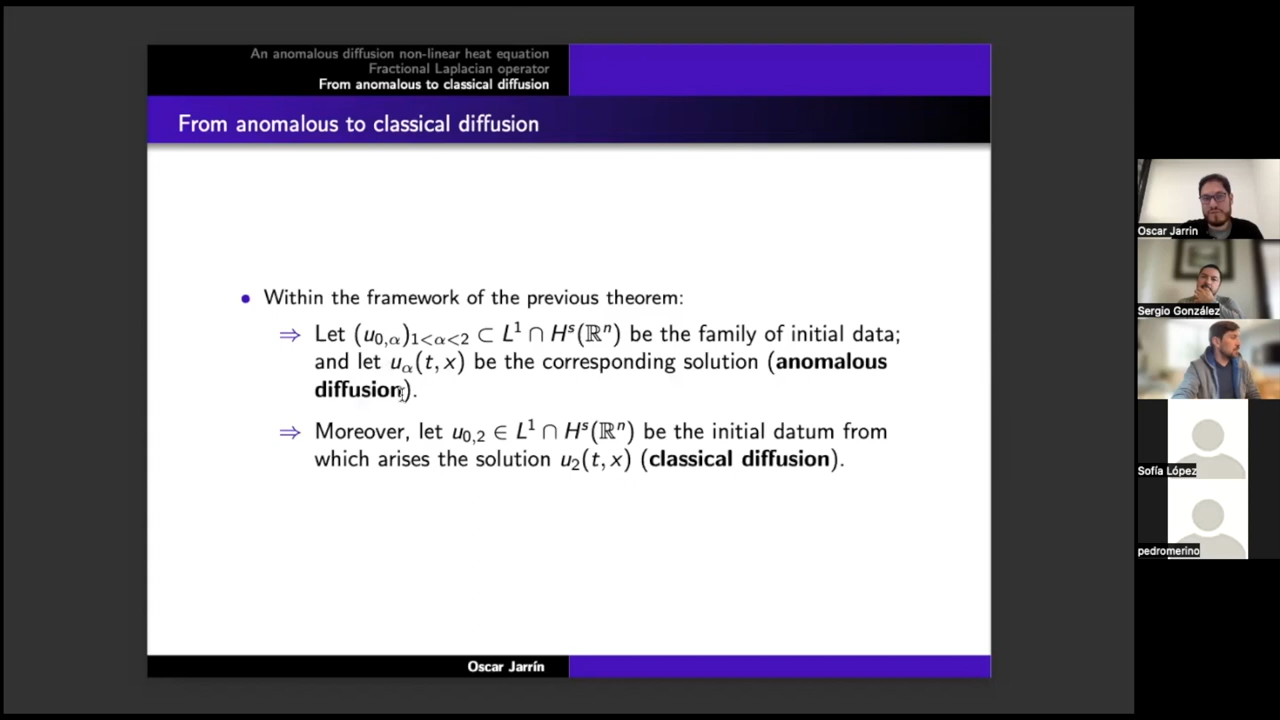 An anomalous diffusion non-linear heat equation
Fractional Laplacian operator
From anomalous to classical diffusion
From anomalous to classical diffusion
• Within the framework of the previous theorem:
⇒ Let (u₀,α)₁<α<₂ ⊂ L¹ ∩ Hˢ(ℝⁿ) be the family of initial data;
and let uα(t, x) be the corresponding solution (anomalous
diffusion).
⇒ Moreover, let u₀,₂ ∈ L¹ ∩ Hˢ(ℝⁿ) be the initial datum from
which arises the solution u₂(t, x) (classical diffusion).
Oscar Jarrín
Oscar Jarrin
Sergio González
Sofía López
pedromerino